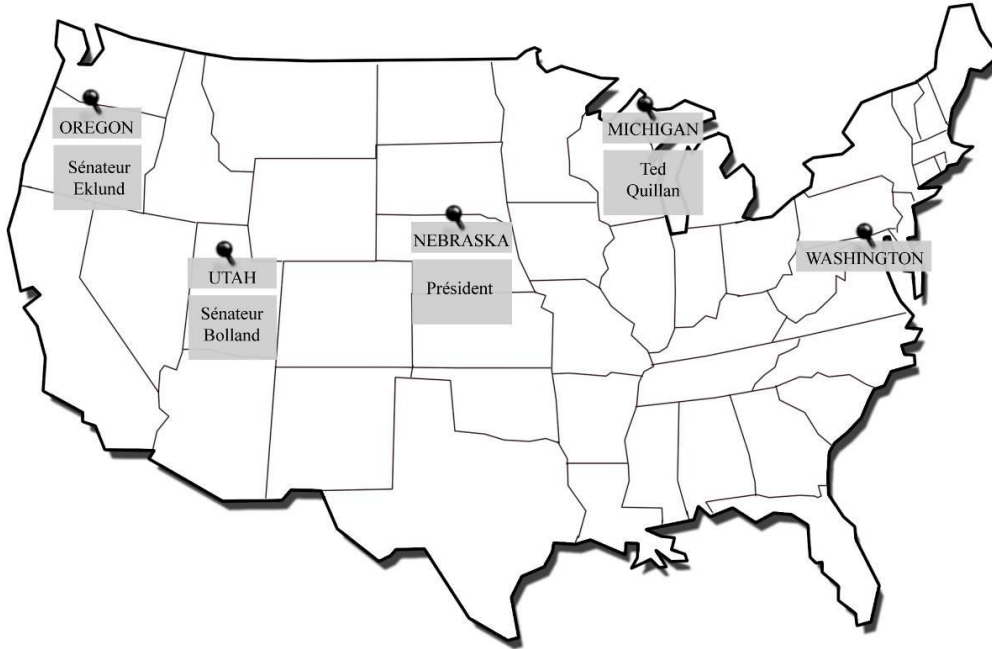 OREGON
Sénateur
Eklund
UTAH
Sénateur
Bolland
NEBRASKA
Président
MICHIGAN
Ted
Quillan
WASHINGTON